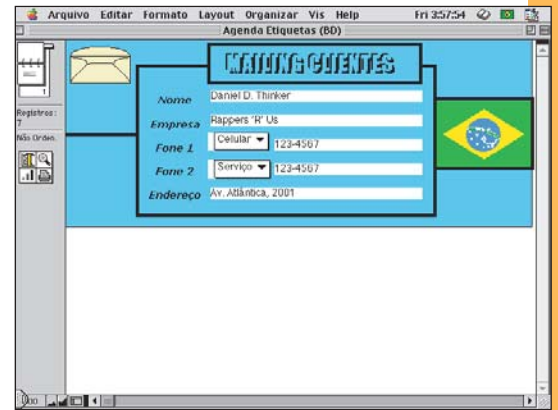 Arquivo Editar Formato Layout Organizar Vis Help Fri 3:57:54
Agenda Etiquetas (BD)
MAILING CLIENTES
1
Nome Daniel D. Thinker
Registros:
7
Empresa Rappers 'R' Us
Não Orden.
Fone 1 Celular 123-4567
Fone 2 Serviço 123-4567
Endereço Av. Atlântica, 2001
100